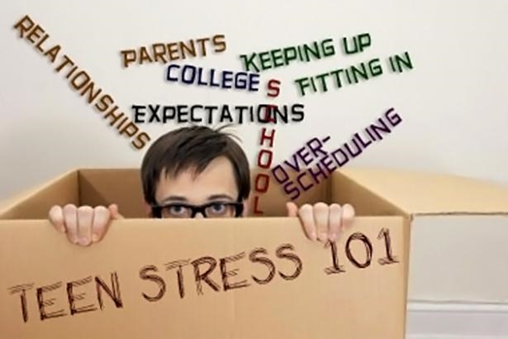 RELATIONSHIPS
PARENTS
COLLEGE
KEEPING UP
FITTING IN
EXPECTATIONS
SCHOOL
OVER-
SCHEDULING
TEEN STRESS 101